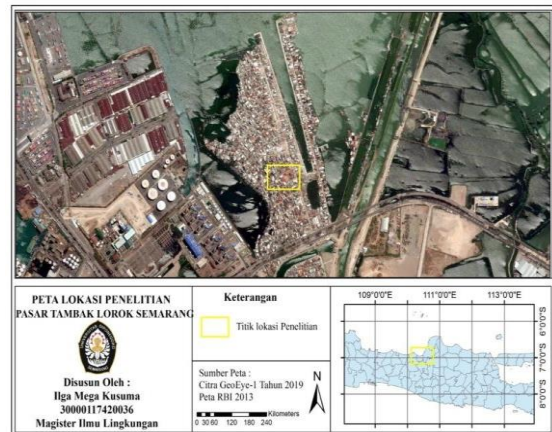 PETA LOKASI PENELITIAN
PASAR TAMBAK LOROK SEMARANG
Disusun Oleh :
Ilga Mega Kusuma
30000117420036
Magister Ilmu Lingkungan
Keterangan
Titik lokasi Penelitian
Sumber Peta :
Citra GeoEye-1 Tahun 2019
Peta RBI 2013
N
Kilometers
0 30 60 120 180 240
109°0'0"E 111°0'0"E 113°0'0"E
6°0'0"S
7°0'0"S
8°0'0"S